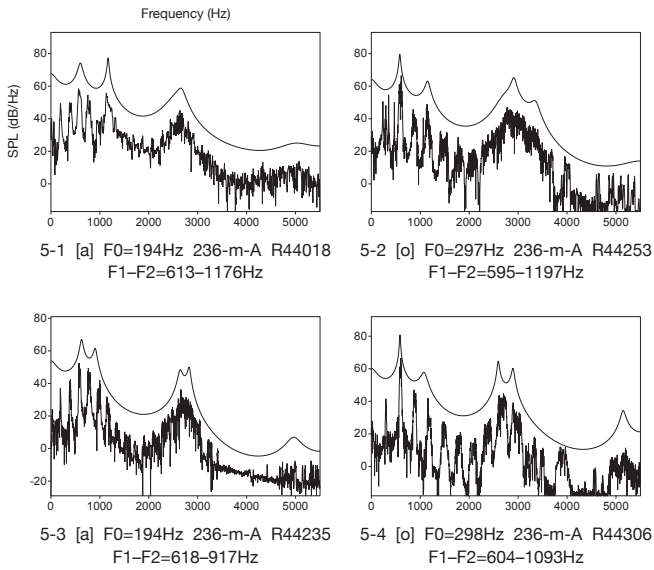 Frequency (Hz)
80
60
40
20
0
SPL (dB/Hz)
0 1000 2000 3000 4000 5000
5-1 [a] F0=194Hz 236-m-A R44018
F1–F2=613–1176Hz
80
60
40
20
0
0 1000 2000 3000 4000 5000
5-2 [o] F0=297Hz 236-m-A R44253
F1–F2=595–1197Hz
80
60
40
20
0
-20
0 1000 2000 3000 4000 5000
5-3 [a] F0=194Hz 236-m-A R44235
F1–F2=618–917Hz
80
60
40
20
0
0 1000 2000 3000 4000 5000
5-4 [o] F0=298Hz 236-m-A R44306
F1–F2=604–1093Hz